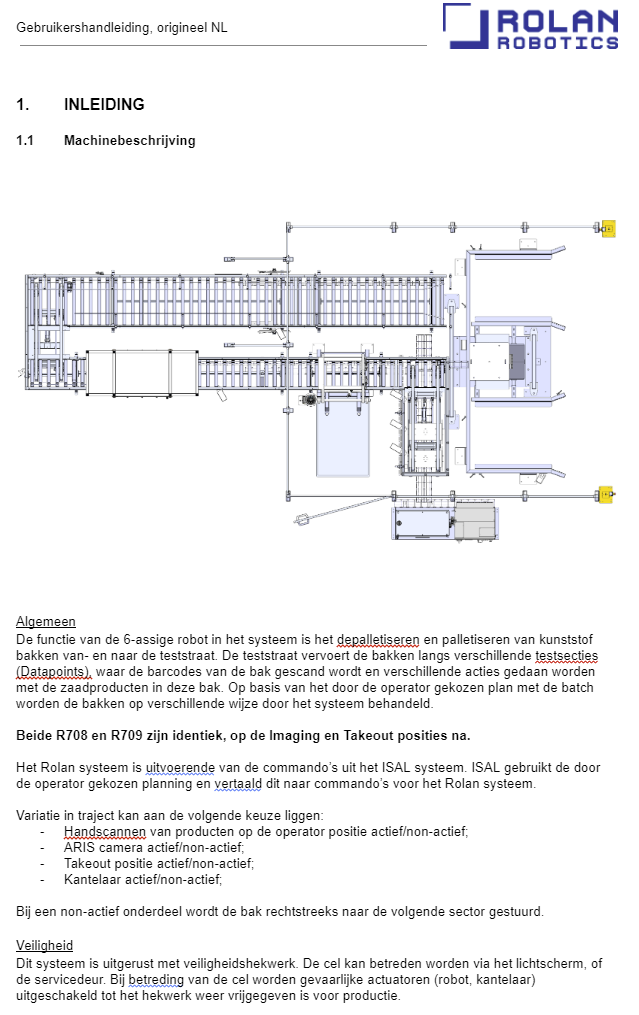 Gebruikershandleiding, origineel NL
ROLAN
ROBOTICS
1. INLEIDING
1.1 Machinebeschrijving
Algemeen
De functie van de 6-assige robot in het systeem is het depalletiseren en palletiseren van kunststof
bakken van- en naar de teststraat. De teststraat vervoert de bakken langs verschillende testsecties
(Datapoints), waar de barcodes van de bak gescand wordt en verschillende acties gedaan worden
met de zaadproducten in deze bak. Op basis van het door de operator gekozen plan met de batch
worden de bakken op verschillende wijze door het systeem behandeld.
Beide R708 en R709 zijn identiek, op de Imaging en Takeout posities na.
Het Rolan systeem is uitvoerende van de commando's uit het ISAL systeem. ISAL gebruikt de door
de operator gekozen planning en vertaald dit naar commando's voor het Rolan systeem.
Variatie in traject kan aan de volgende keuze liggen:
- Handscannen van producten op de operator positie actief/non-actief;
- ARIS camera actief/non-actief;
- Takeout positie actief/non-actief;
- Kantelaar actief/non-actief;
Bij een non-actief onderdeel wordt de bak rechtstreeks naar de volgende sector gestuurd.
Veiligheid
Dit systeem is uitgerust met veiligheidshekwerk. De cel kan betreden worden via het lichtscherm, of
de servicedeur. Bij betreding van de cel worden gevaarlijke actuatoren (robot, kantelaar)
uitgeschakeld tot het hekwerk weer vrijgegeven is voor productie.